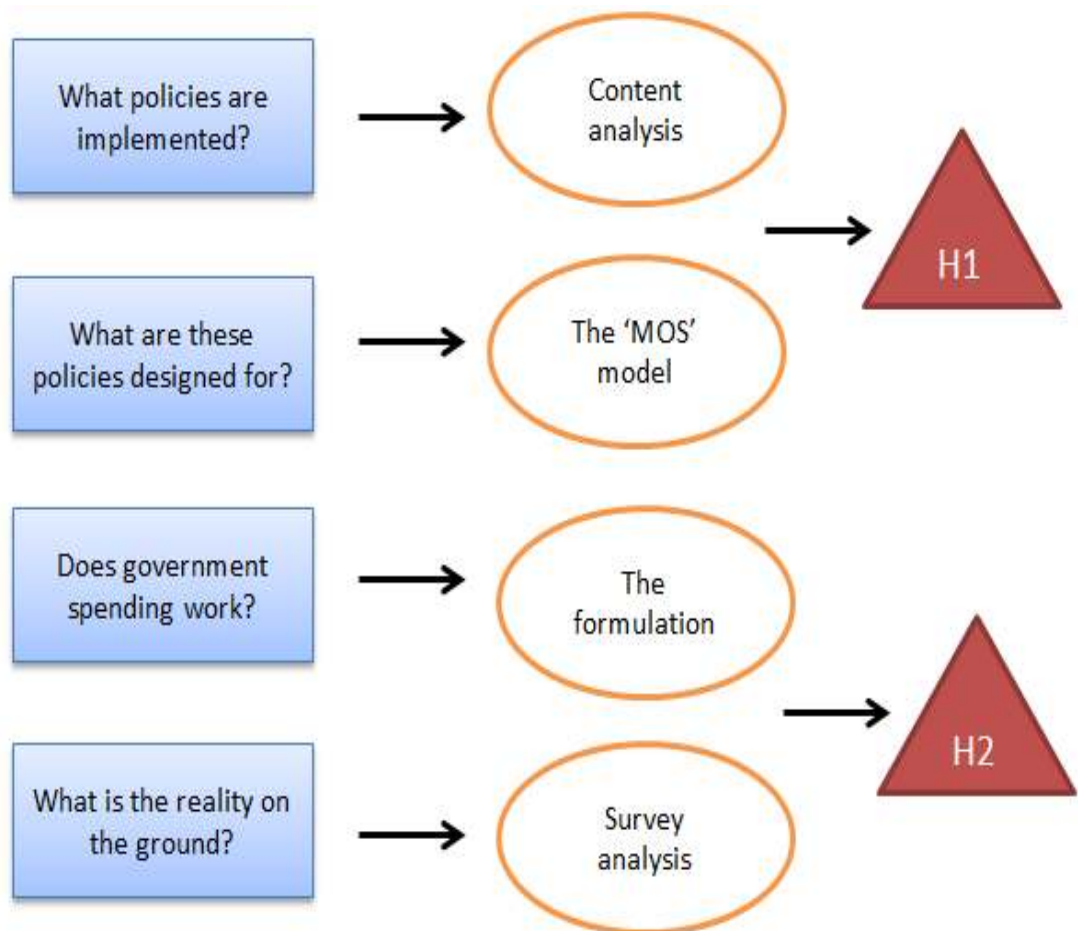 What policies are
implemented?
Content
analysis
H1
What are these
policies designed for?
The ‘MOS’
model
Does government
spending work?
The
formulation
H2
What is the reality on
the ground?
Survey
analysis